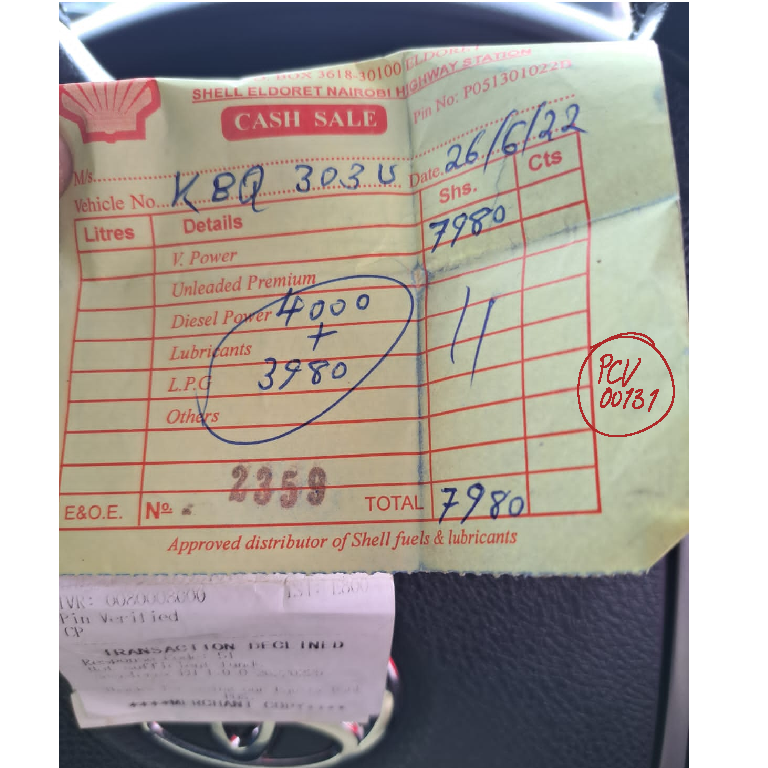 BOX 3618-30100 ELDORET
SHELL ELDORET NAIROBI HIGHWAY STATION
Pin No: P051301022
CASH SALE
M/s.
Date 26/6/22
Vehicle No. KBQ 303U
Litres Details Shs. Cts
V. Power 7980
Unleaded Premium
Diesel Power 4000
+
Lubricants
L.P.G 3980
Others
PCV
00131
E&O.E. Nº 2359 TOTAL 7980
Approved distributor of Shell fuels & lubricants
0080008000
Pin Verified
CP
TRANSACTION DECLINED
****MERCHANT COPY****